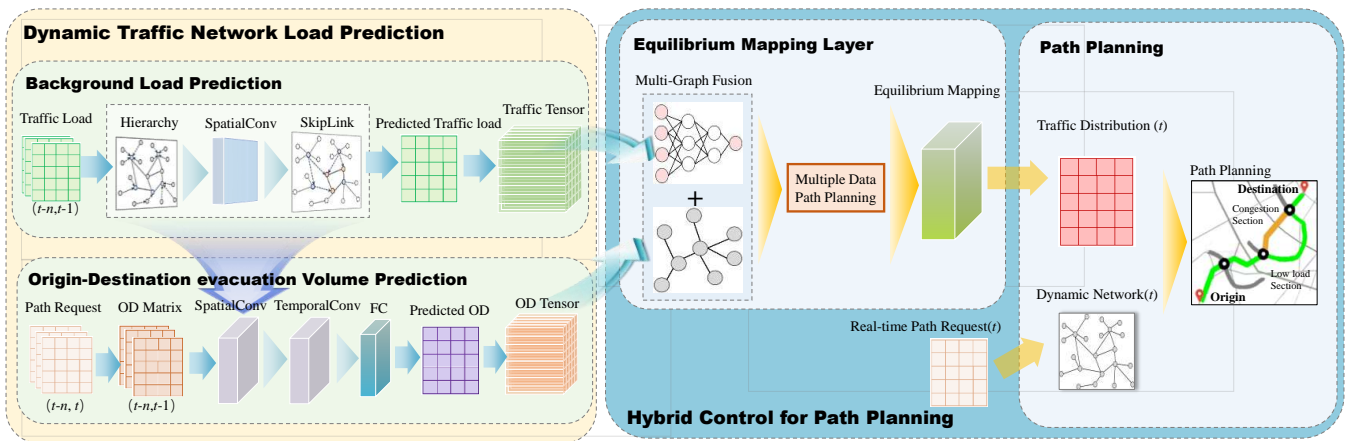 Dynamic Traffic Network Load Prediction
Background Load Prediction
Traffic Load
(t-n,t-1)
Hierarchy
SpatialConv
SkipLink
Predicted Traffic load
Traffic Tensor
Origin-Destination evacuation Volume Prediction
Path Request
(t-n, t)
OD Matrix
(t-n,t-1)
SpatialConv
TemporalConv
FC
Predicted OD
OD Tensor
Equilibrium Mapping Layer
Multi-Graph Fusion
+
Multiple Data
Path Planning
Equilibrium Mapping
Real-time Path Request(t)
Hybrid Control for Path Planning
Path Planning
Traffic Distribution (t)
Dynamic Network(t)
Path Planning
Destination
Congestion
Section
Low load
Section
Origin